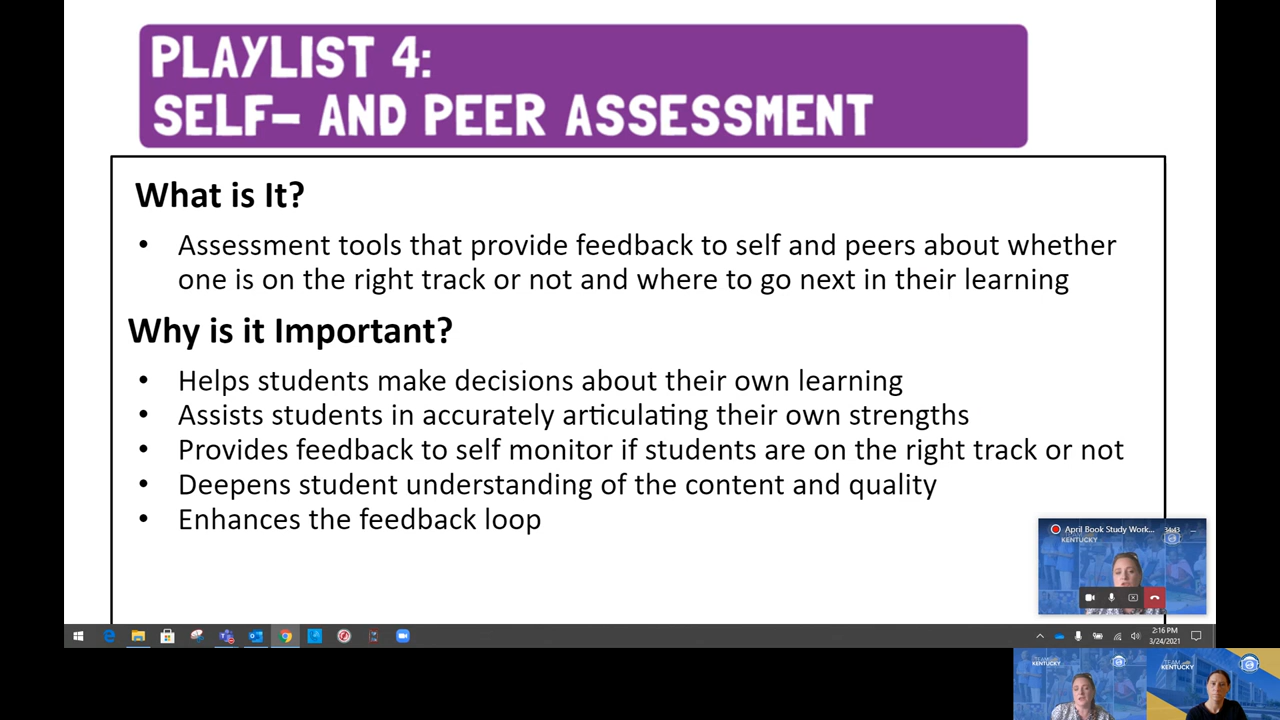 PLAYLIST 4:
SELF- AND PEER ASSESSMENT
What is It?
• Assessment tools that provide feedback to self and peers about whether
one is on the right track or not and where to go next in their learning
Why is it Important?
• Helps students make decisions about their own learning
• Assists students in accurately articulating their own strengths
• Provides feedback to self monitor if students are on the right track or not
• Deepens student understanding of the content and quality
• Enhances the feedback loop
April Book Study Work... 34:43
KENTUCKY
2:16 PM
3/24/2021
TEAM
KENTUCKY
TEAM
KENTUCKY